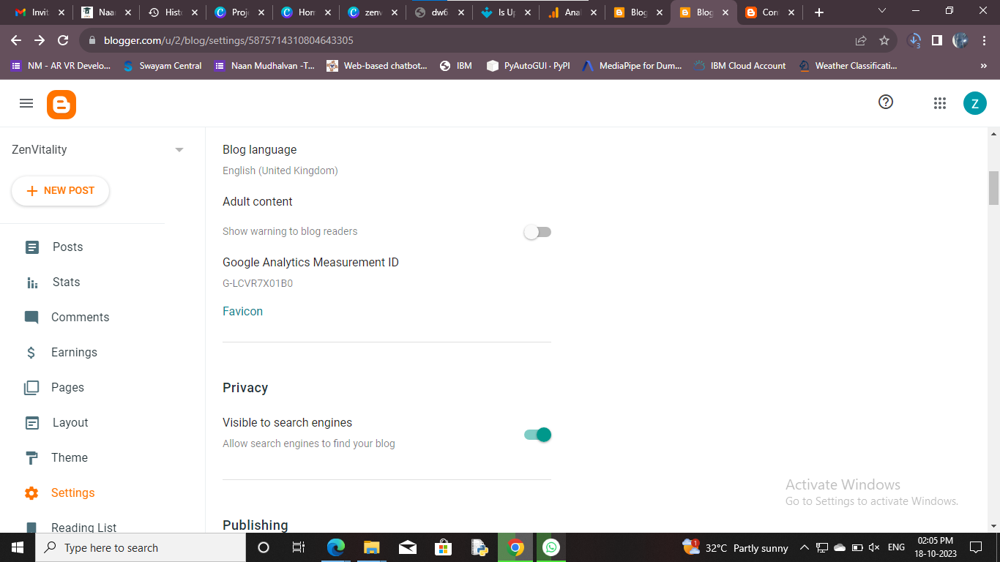 Invit
Naa
Hist
Proj
Hom
zenv
dw6
Is Up
Anal
Blog
Blog
Con
blogger.com/u/2/blog/settings/5875714310804643305
3
NM - AR VR Develo...
Swayam Central
Naan Mudhalvan -T...
Web-based chatbot...
IBM
PyAutoGUI · PyPI
MediaPipe for Dum...
IBM Cloud Account
Weather Classificati...
»
Z
ZenVitality
NEW POST
Posts
Stats
Comments
Earnings
Pages
Layout
Theme
Settings
Reading List
Blog language
English (United Kingdom)
Adult content
Show warning to blog readers
Google Analytics Measurement ID
G-LCVR7X01B0
Favicon
Privacy
Visible to search engines
Allow search engines to find your blog
Publishing
Activate Windows
Go to Settings to activate Windows.
Type here to search
1
32°C Partly sunny
ENG
02:05 PM
18-10-2023